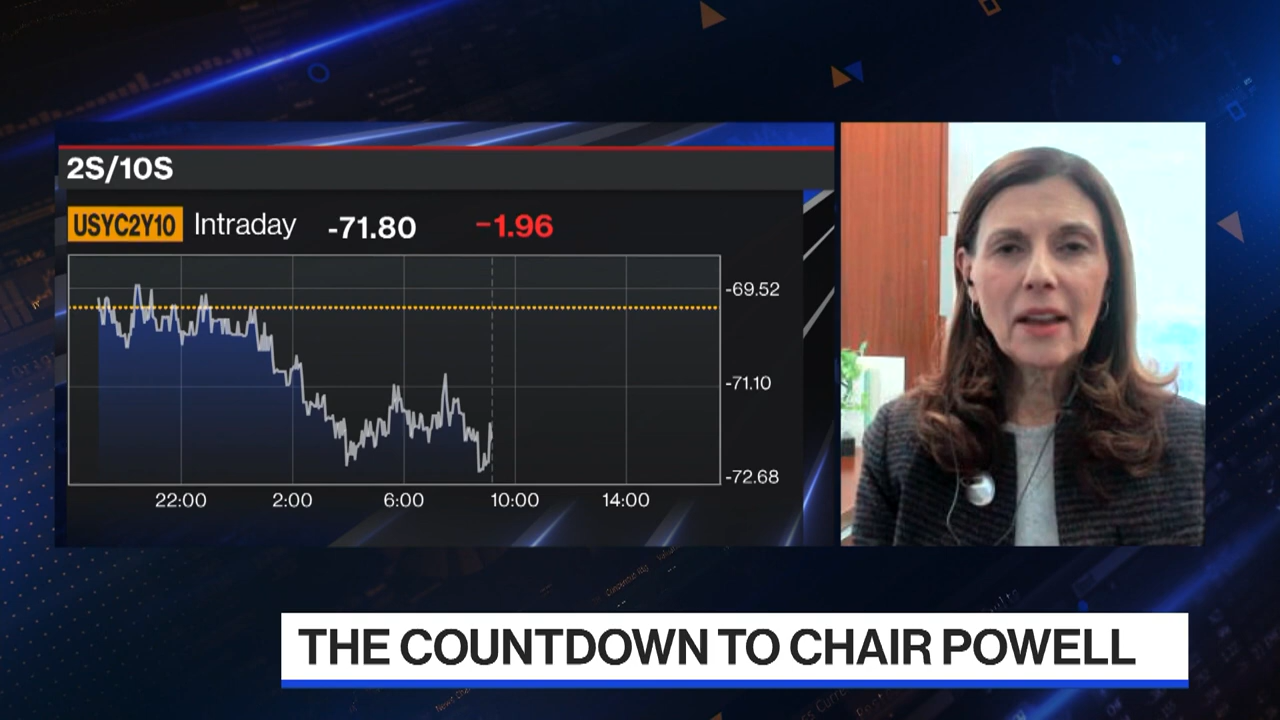 2S/10S
USYC2Y10 Intraday -71.80 -1.96
-69.52
-71.10
-72.68
22:00 2:00 6:00 10:00 14:00
THE COUNTDOWN TO CHAIR POWELL